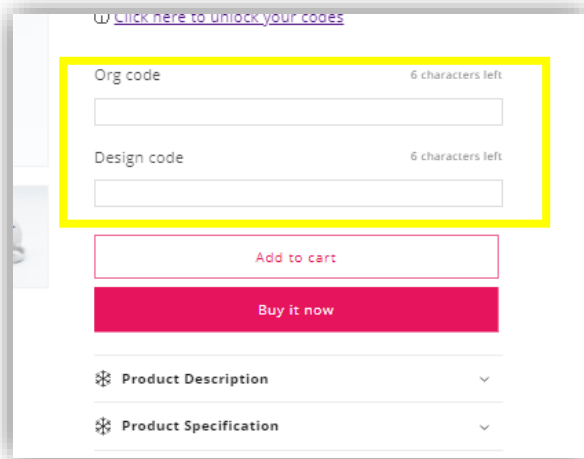 Click here to unlock your codes
Org code 6 characters left
Design code 6 characters left
Add to cart
Buy it now
Product Description
Product Specification